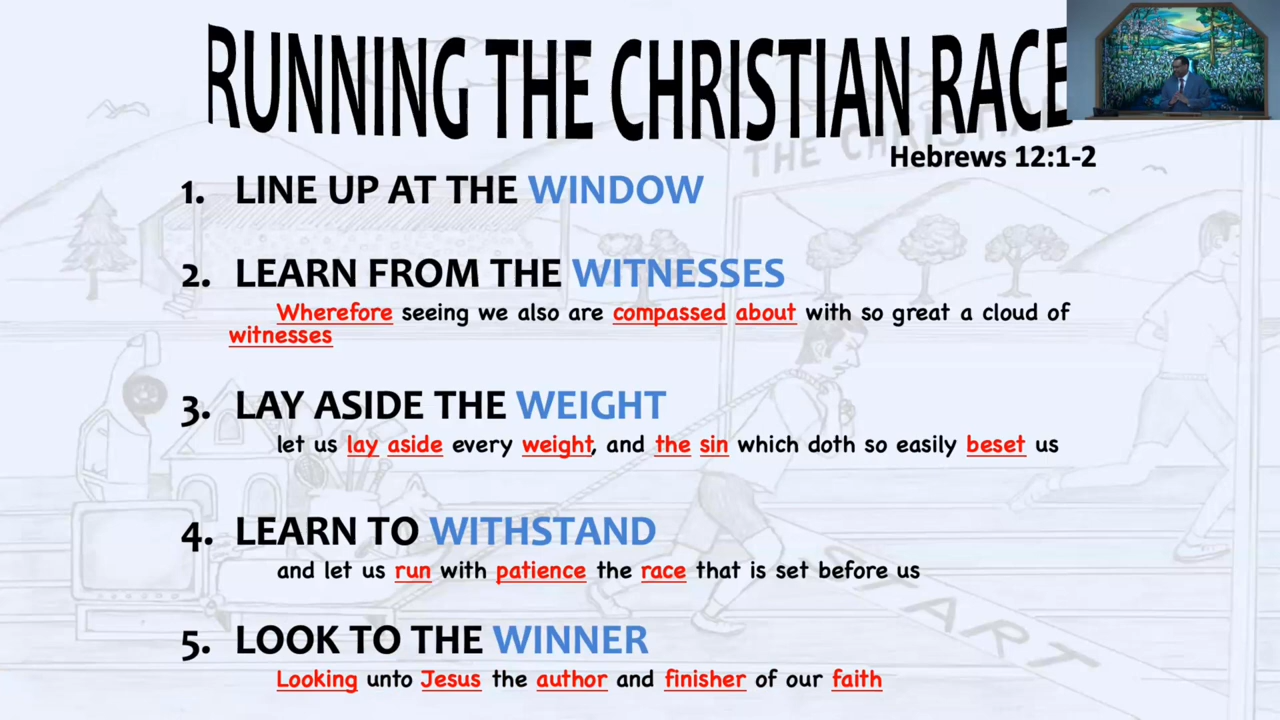 RUNNING THE CHRISTIAN RACE
Hebrews 12:1-2
THE CHRISTIAN
1. LINE UP AT THE WINDOW
2. LEARN FROM THE WITNESSES
Wherefore seeing we also are compassed about with so great a cloud of
witnesses
3. LAY ASIDE THE WEIGHT
let us lay aside every weight, and the sin which doth so easily beset us
4. LEARN TO WITHSTAND
and let us run with patience the race that is set before us
START
5. LOOK TO THE WINNER
Looking unto Jesus the author and finisher of our faith